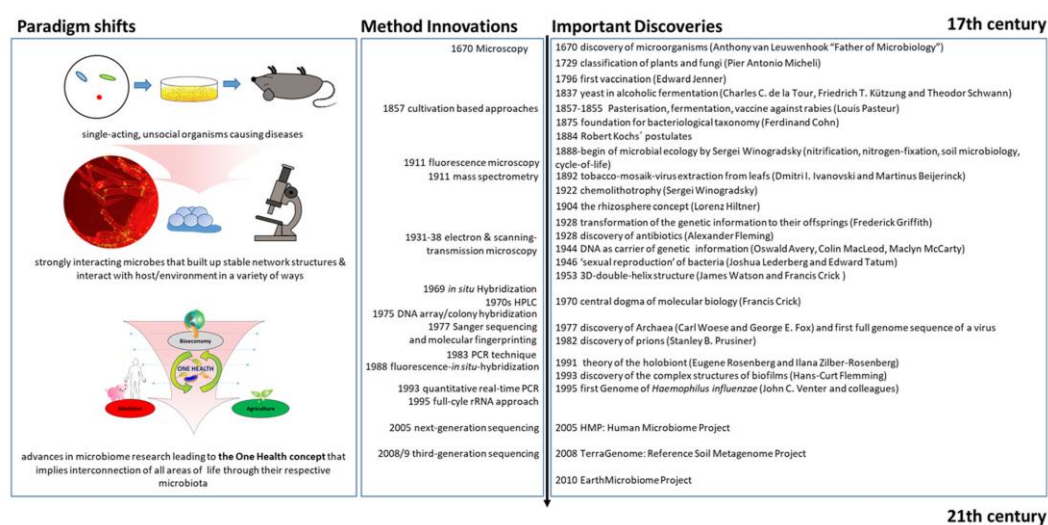 Paradigm shifts
single-acting, unsocial organisms causing diseases
strongly interacting microbes that built up stable network structures &
interact with host/environment in a variety of ways
Bioeconomy
ONE HEALTH
Medicine
Agriculture
advances in microbiome research leading to the One Health concept that
implies interconnection of all areas of life through their respective
microbiota
Method Innovations
1670 Microscopy
1857 cultivation based approaches
1911 fluorescence microscopy
1911 mass spectrometry
1931-38 electron & scanning-
transmission microscopy
1969 in situ Hybridization
1970s HPLC
1975 DNA array/colony hybridization
1977 Sanger sequencing
and molecular fingerprinting
1983 PCR technique
1988 fluorescence-in situ-hybridization
1993 quantitative real-time PCR
1995 full-cyle rRNA approach
2005 next-generation sequencing
2008/9 third-generation sequencing
Important Discoveries
17th century
1670 discovery of microorganisms (Anthony van Leuwenhook “Father of Microbiology”)
1729 classification of plants and fungi (Pier Antonio Micheli)
1796 first vaccination (Edward Jenner)
1837 yeast in alcoholic fermentation (Charles C. de la Tour, Friedrich T. Kützung and Theodor Schwann)
1857-1855 Pasterisation, fermentation, vaccine against rabies (Louis Pasteur)
1875 foundation for bacteriological taxonomy (Ferdinand Cohn)
1884 Robert Kochs´ postulates
1888-begin of microbial ecology by Sergei Winogradsky (nitrification, nitrogen-fixation, soil microbiology,
cycle-of-life)
1892 tobacco-mosaik-virus extraction from leafs (Dmitri I. Ivanovski and Martinus Beijerinck)
1922 chemolithotrophy (Sergei Winogradsky)
1904 the rhizosphere concept (Lorenz Hiltner)
1928 transformation of the genetic information to their offsprings (Frederick Griffith)
1928 discovery of antibiotics (Alexander Fleming)
1944 DNA as carrier of genetic information (Oswald Avery, Colin MacLeod, Maclyn McCarty)
1946 ‘sexual reproduction’ of bacteria (Joshua Lederberg and Edward Tatum)
1953 3D-double-helix structure (James Watson and Francis Crick )
1970 central dogma of molecular biology (Francis Crick)
1977 discovery of Archaea (Carl Woese and George E. Fox) and first full genome sequence of a virus
1982 discovery of prions (Stanley B. Prusiner)
1991 theory of the holobiont (Eugene Rosenberg and Ilana Zilber-Rosenberg)
1993 discovery of the complex structures of biofilms (Hans-Curt Flemming)
1995 first Genome of Haemophilus influenzae (John C. Venter and colleagues)
2005 HMP: Human Microbiome Project
2008 TerraGenome: Reference Soil Metagenome Project
2010 EarthMicrobiome Project
21th century